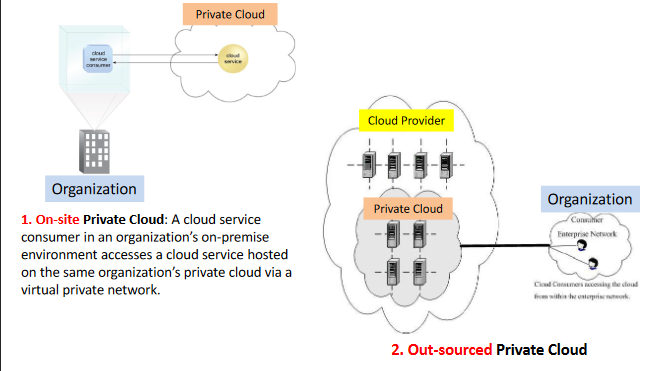 Private Cloud
cloud
service
consumer
cloud
service
Organization
1. On-site Private Cloud: A cloud service
consumer in an organization's on-premise
environment accesses a cloud service hosted
on the same organization's private cloud via a
virtual private network.
Cloud Provider
Private Cloud
Organization
Consumer
Enterprise Network
Cloud Consumers accessing the cloud
from within the enterprise network.
2. Out-sourced Private Cloud